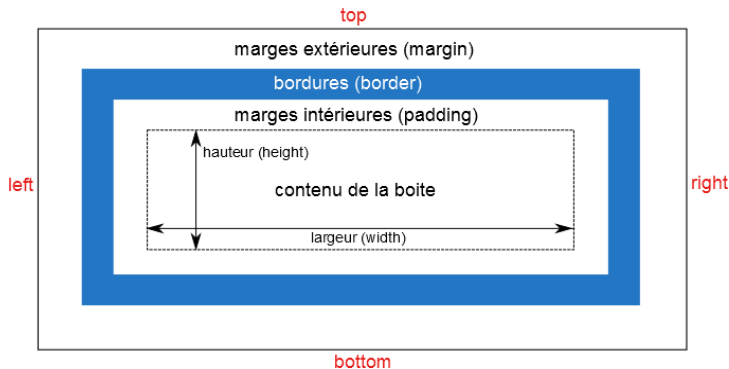 top
marges extérieures (margin)
bordures (border)
marges intérieures (padding)
hauteur (height)
left
contenu de la boite
right
largeur (width)
bottom